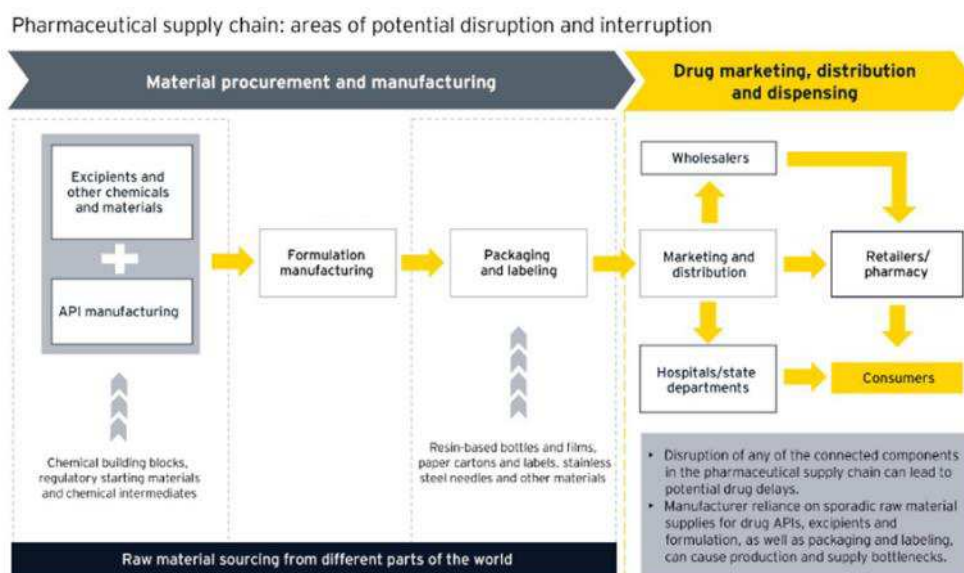 Pharmaceutical supply chain: areas of potential disruption and interruption
Material procurement and manufacturing
Drug marketing, distribution
and dispensing
Excipients and
other chemicals
and materials
API manufacturing
Formulation
manufacturing
Packaging
and labeling
Wholesalers
Marketing and
distribution
Retailers/
pharmacy
Hospitals/state
departments
Consumers
Chemical building blocks,
regulatory starting materials
and chemical intermediates
Resin-based bottles and films,
paper cartons and labels, stainless
steel needles and other materials
Raw material sourcing from different parts of the world
‣ Disruption of any of the connected components
in the pharmaceutical supply chain can lead to
potential drug delays.
‣ Manufacturer reliance on sporadic raw material
supplies for drug APIs, excipients and
formulation, as well as packaging and labeling,
can cause production and supply bottlenecks.